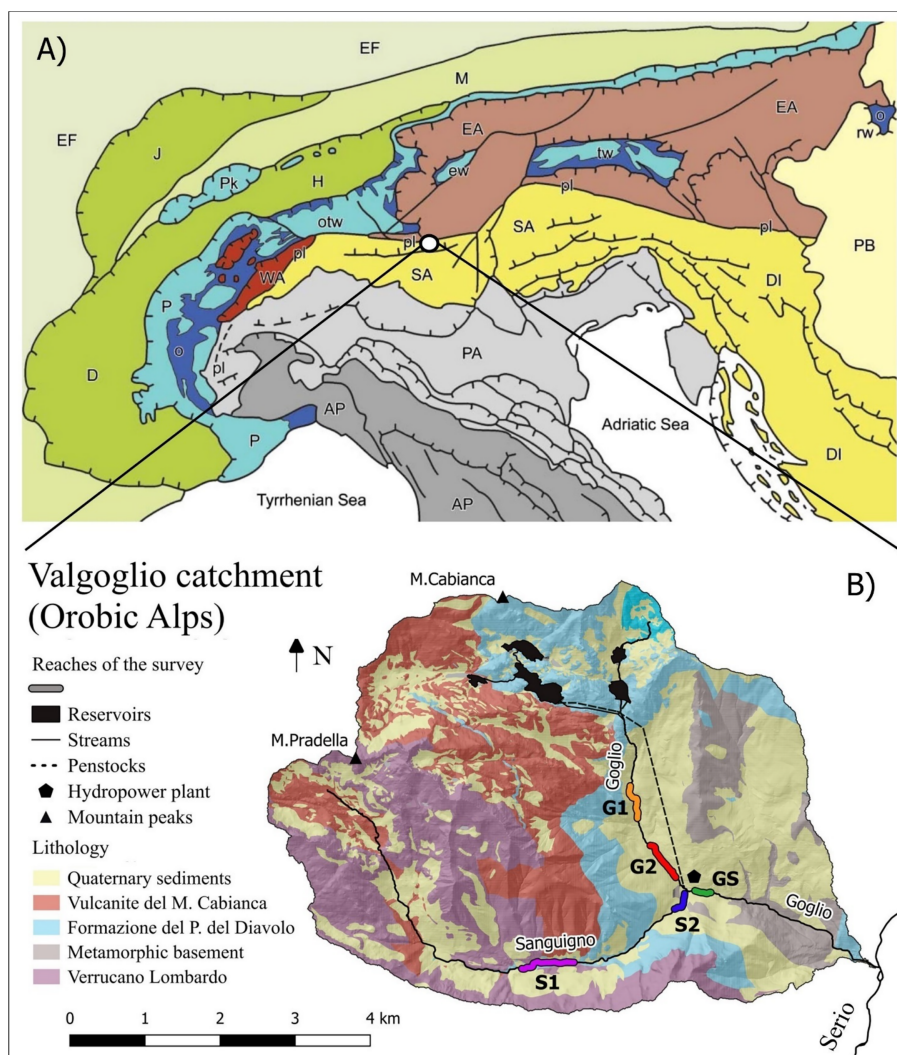 A)
EF
M
EF
J
EA
EA
o
rw
Pk
H
ew
tw
pl
pl
otw
pl
SA
pl
PB
pl
WA
SA
DI
P
o
PA
D
pl
AP
Adriatic Sea
P
DI
Tyrrhenian Sea
AP
Valgoglio catchment
(Orobic Alps)
M.Cabianca
B)
Reaches of the survey
N
Reservoirs
Streams
Penstocks
Hydropower plant
Mountain peaks
M.Pradella
Goglio
G1
G2
GS
Goglio
S2
Sanguigno
S1
Serio
Lithology
Quaternary sediments
Vulcanite del M. Cabianca
Formazione del P. del Diavolo
Metamorphic basement
Verrucano Lombardo
0 1 2 3 4 km